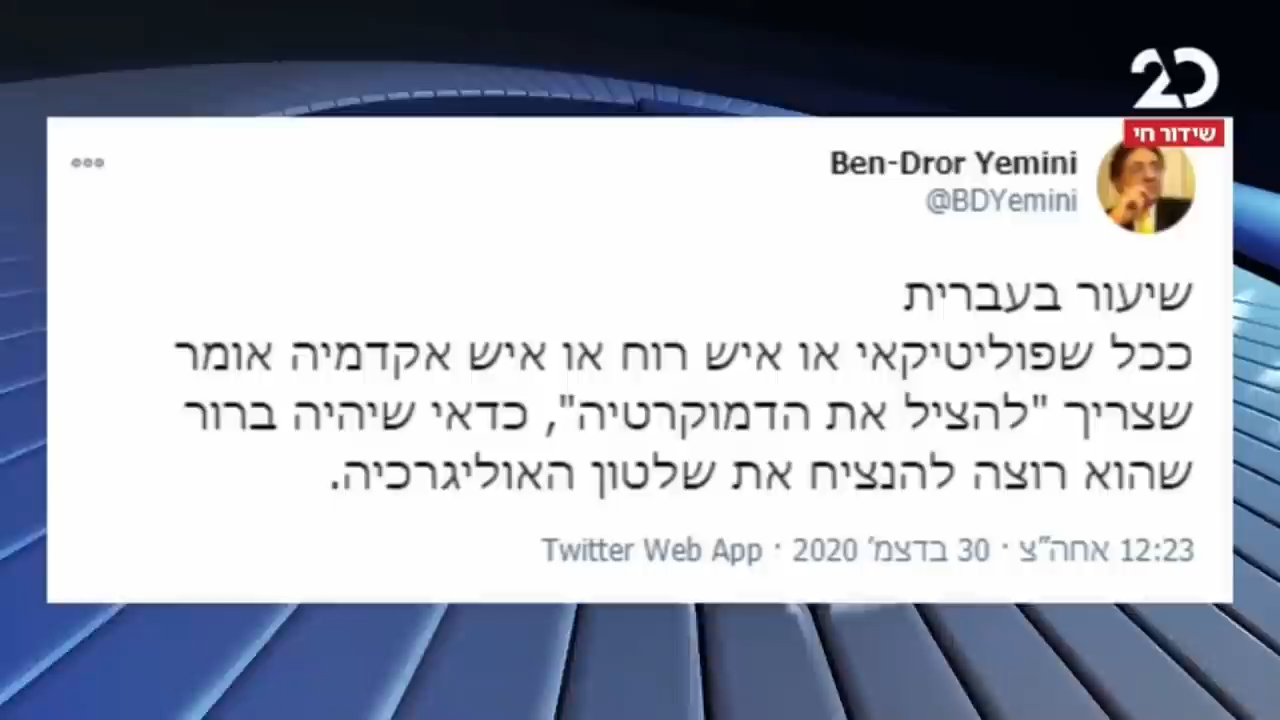 20
שידור חי
Ben-Dror Yemini
@BDYemini
שיעור בעברית
ככל שפוליטיקאי או איש רוח או איש אקדמיה אומר
שצריך "להציל את הדמוקרטיה", כדאי שיהיה ברור
שהוא רוצה להנציח את שלטון האוליגרכיה.
12:23 אחה״צ · 30 בדצמ׳ 2020 · Twitter Web App